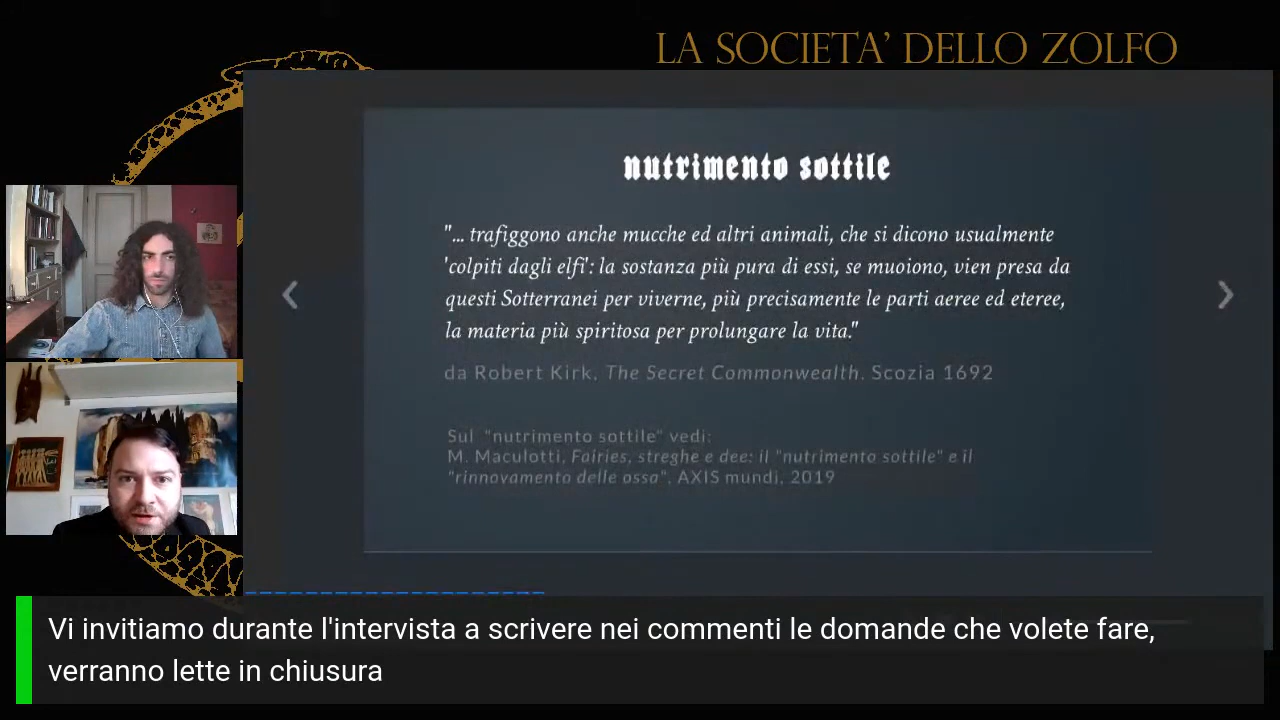 LA SOCIETA' DELLO ZOLFO
nutrimento sottile
"... trafiggono anche mucche ed altri animali, che si dicono usualmente
'colpiti dagli elfi': la sostanza più pura di essi, se muoiono, vien presa da
questi Sotterranei per viverne, più precisamente le parti aeree ed eteree,
la materia più spiritosa per prolungare la vita."
da Robert Kirk, The Secret Commonwealth, Scozia 1692
Sul "nutrimento sottile" vedi:
M. Maculotti, Fairies, streghe e dee: il "nutrimento sottile" e il
"rinnovamento delle ossa", AXIS mundi, 2019
Vi invitiamo durante l'intervista a scrivere nei commenti le domande che volete fare,
verranno lette in chiusura